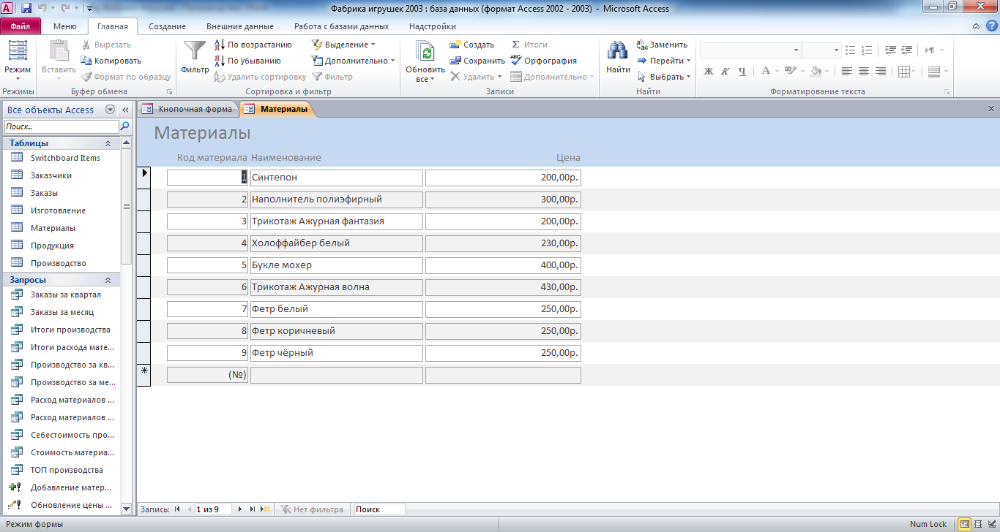 Фабрика игрушек 2003 : база данных (формат Access 2002 - 2003) - Microsoft Access
Файл Меню Главная Создание Внешние данные Работа с базами данных Надстройки
Режим
Режимы
Вставить
Вырезать
Копировать
Формат по образцу
Буфер обмена
Фильтр
По возрастанию
По убыванию
Удалить сортировку
Выделение
Дополнительно
Фильтр
Сортировка и фильтр
Обновить
все
Создать
Сохранить
Удалить
Итоги
Орфография
Дополнительно
Записи
Найти
Заменить
Перейти
Выбрать
Найти
Ж К Ч А
Форматирование текста
Все объекты Access
Поиск...
Таблицы
Switchboard Items
Заказчики
Заказы
Изготовление
Материалы
Продукция
Производство
Запросы
Заказы за квартал
Заказы за месяц
Итоги производства
Итоги расхода мате...
Производство за кв...
Производство за ме...
Расход материалов ...
Расход материалов ...
Себестоимость про...
Стоимость материа...
ТОП производства
Добавление матер...
Обновление цены ...
Кнопочная форма Материалы
Материалы
Код материала Наименование Цена
1 Синтепон 200,00р.
2 Наполнитель полиэфирный 300,00р.
3 Трикотаж Ажурная фантазия 200,00р.
4 Холоффайбер белый 230,00р.
5 Букле мохер 400,00р.
6 Трикотаж Ажурная волна 430,00р.
7 Фетр белый 250,00р.
8 Фетр коричневый 250,00р.
9 Фетр чёрный 250,00р.
(№)
Запись: 1 из 9 Нет фильтра Поиск
Режим формы Num Lock